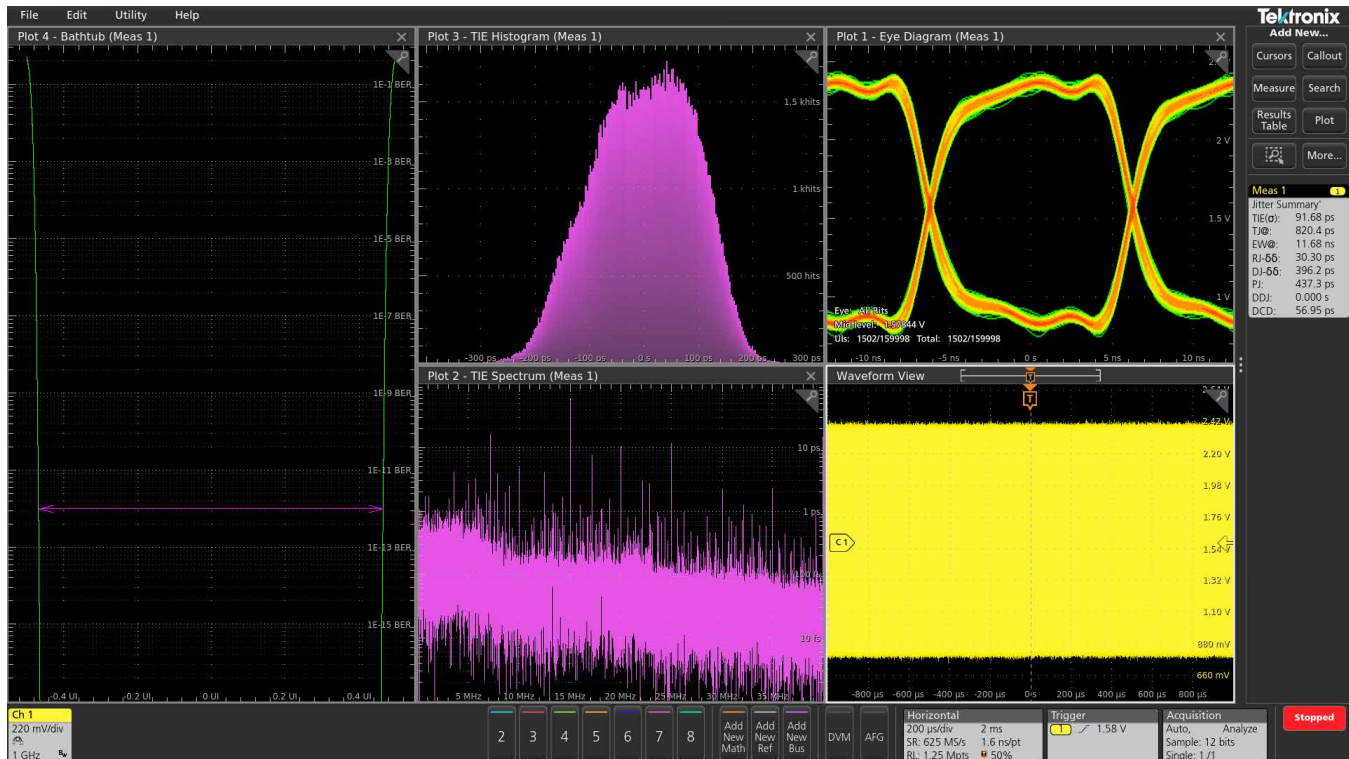 File Edit Utility Help
Tektronix
Plot 4 - Bathtub (Meas 1)
1E-1 BER
1E-3 BER
1E-5 BER
1E-7 BER
1E-9 BER
1E-11 BER
1E-13 BER
1E-15 BER
-0.4 UI -0.2 UI 0 UI 0.2 UI 0.4 UI
Plot 3 - TIE Histogram (Meas 1)
1.5 khits
1 khits
500 hits
-300 ps -200 ps -100 ps 0 s 100 ps 200 ps 300 ps
Plot 1 - Eye Diagram (Meas 1)
2 V
1.5 V
1 V
Eye: All Bits
Mid level: 1.57844 V
UIs: 1502/159998 Total: 1502/159998
-10 ns -5 ns 0 s 5 ns 10 ns
Plot 2 - TIE Spectrum (Meas 1)
10 ps
1 ps
100 fs
10 fs
5 MHz 10 MHz 15 MHz 20 MHz 25 MHz 30 MHz 35 MHz
Waveform View
T
T
2.64 V
2.42 V
2.20 V
1.98 V
1.76 V
1.54 V
1.32 V
1.10 V
880 mV
660 mV
C1
-800 µs -600 µs -400 µs -200 µs 0 s 200 µs 400 µs 600 µs 800 µs
Add New...
Cursors Callout
Measure Search
Results Table Plot
More...
Meas 1 1
Jitter Summary'
TIE(σ): 91.68 ps
TJ@: 820.4 ps
EW@: 11.68 ns
RJ-δδ: 30.30 ps
DJ-δδ: 396.2 ps
PJ: 437.3 ps
DDJ: 0.000 s
DCD: 56.95 ps
Ch 1
220 mV/div
1 GHz Bw
2 3 4 5 6 7 8
Add New Math
Add New Ref
Add New Bus
DVM AFG
Horizontal
200 µs/div 2 ms
SR: 625 MS/s 1.6 ns/pt
RL: 1.25 Mpts 50%
Trigger
1 1.58 V
Acquisition
Auto, Analyze
Sample: 12 bits
Single: 1 /1
Stopped